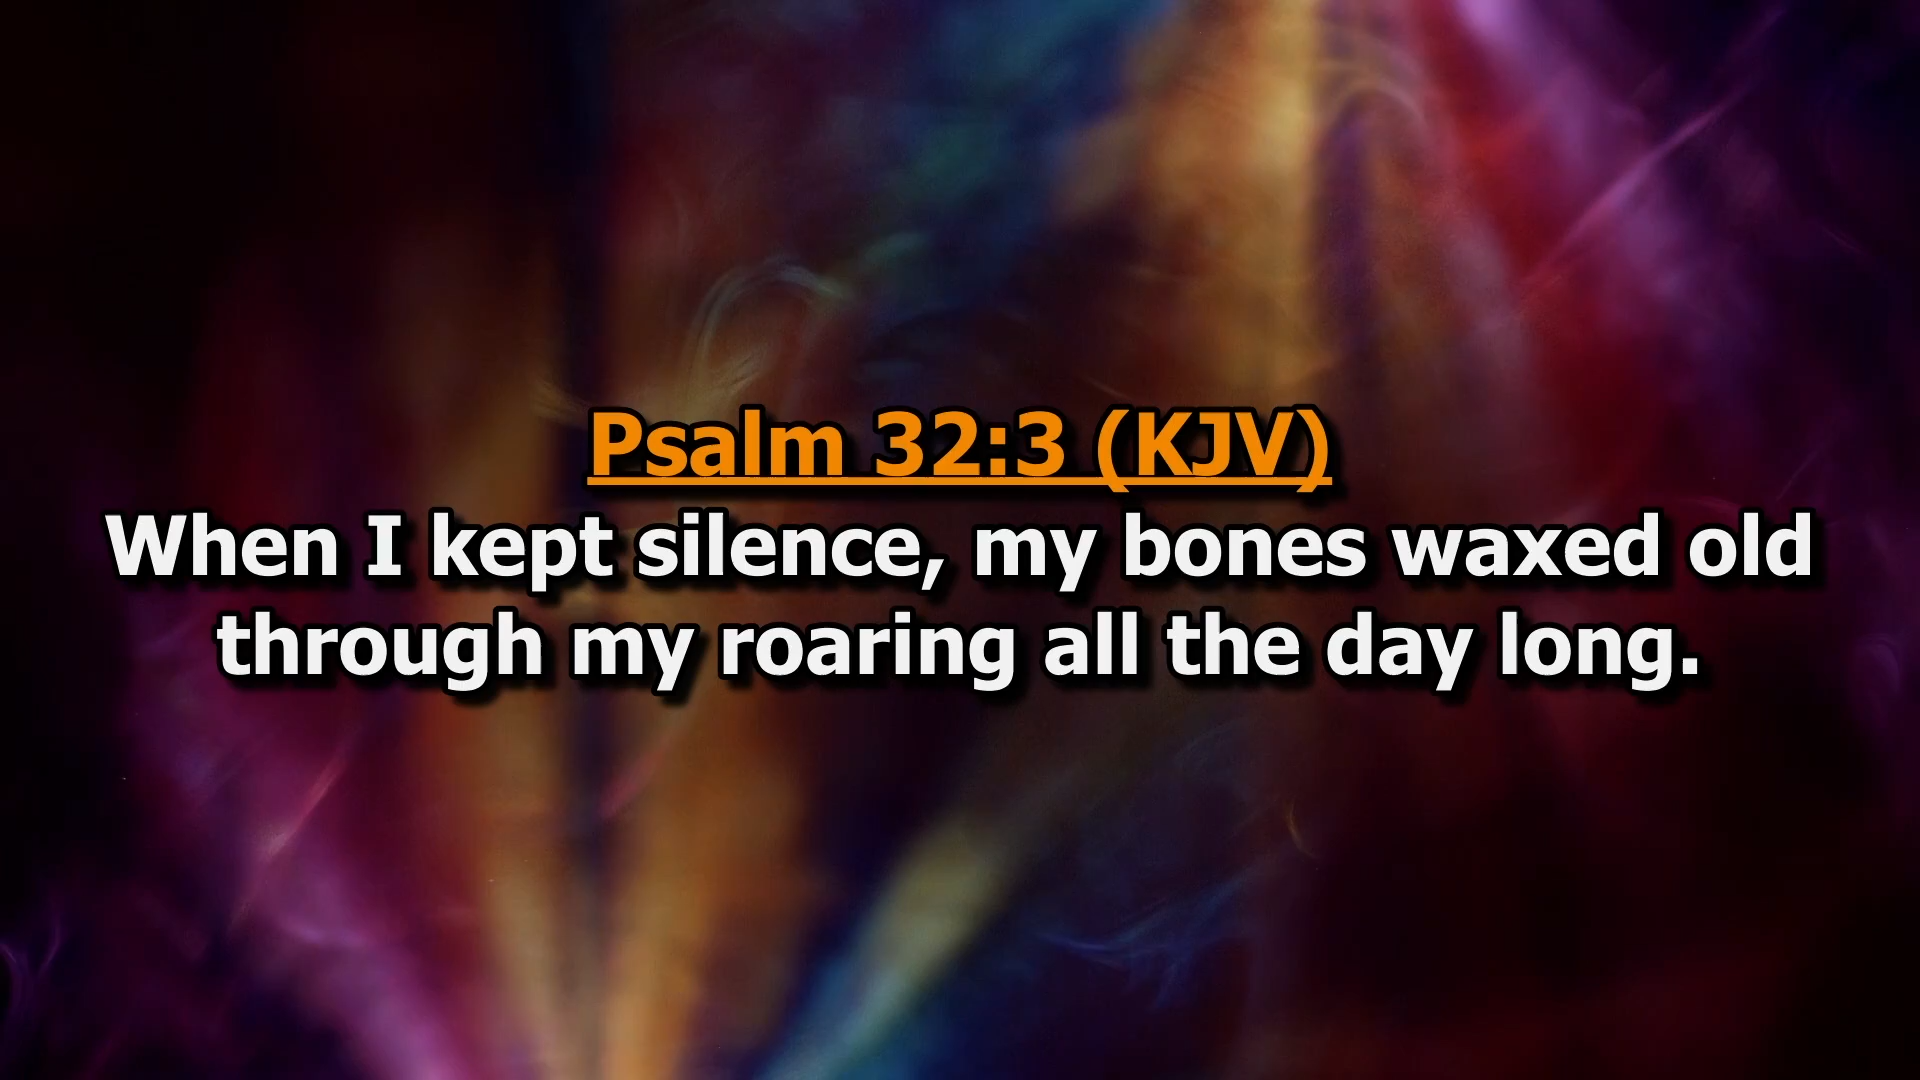 Psalm 32:3 (KJV)
When I kept silence, my bones waxed old
through my roaring all the day long.